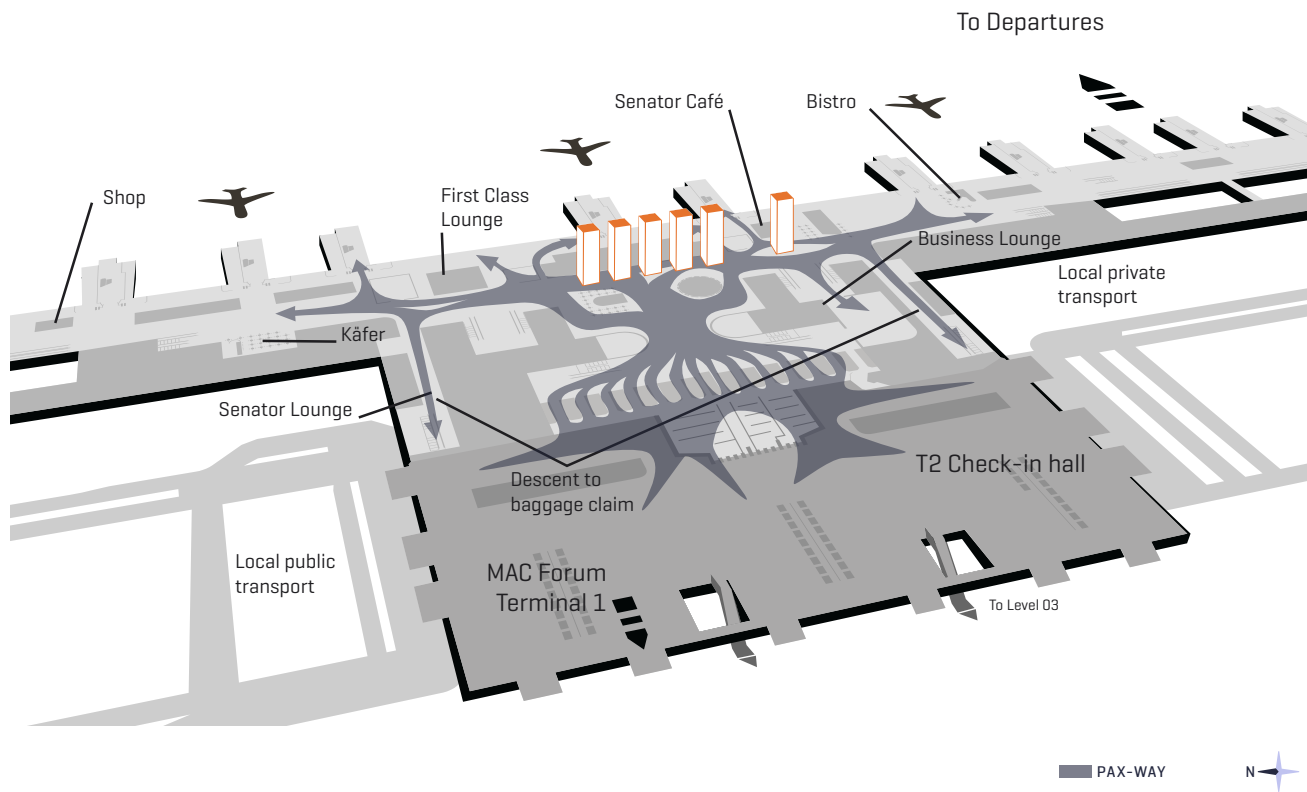 To Departures
Senator Café
Bistro
Shop
First Class
Lounge
Business Lounge
Local private
transport
Käfer
Senator Lounge
T2 Check-in hall
Descent to
baggage claim
Local public
transport
MAC Forum
Terminal 1
To Level 03
PAX-WAY
N